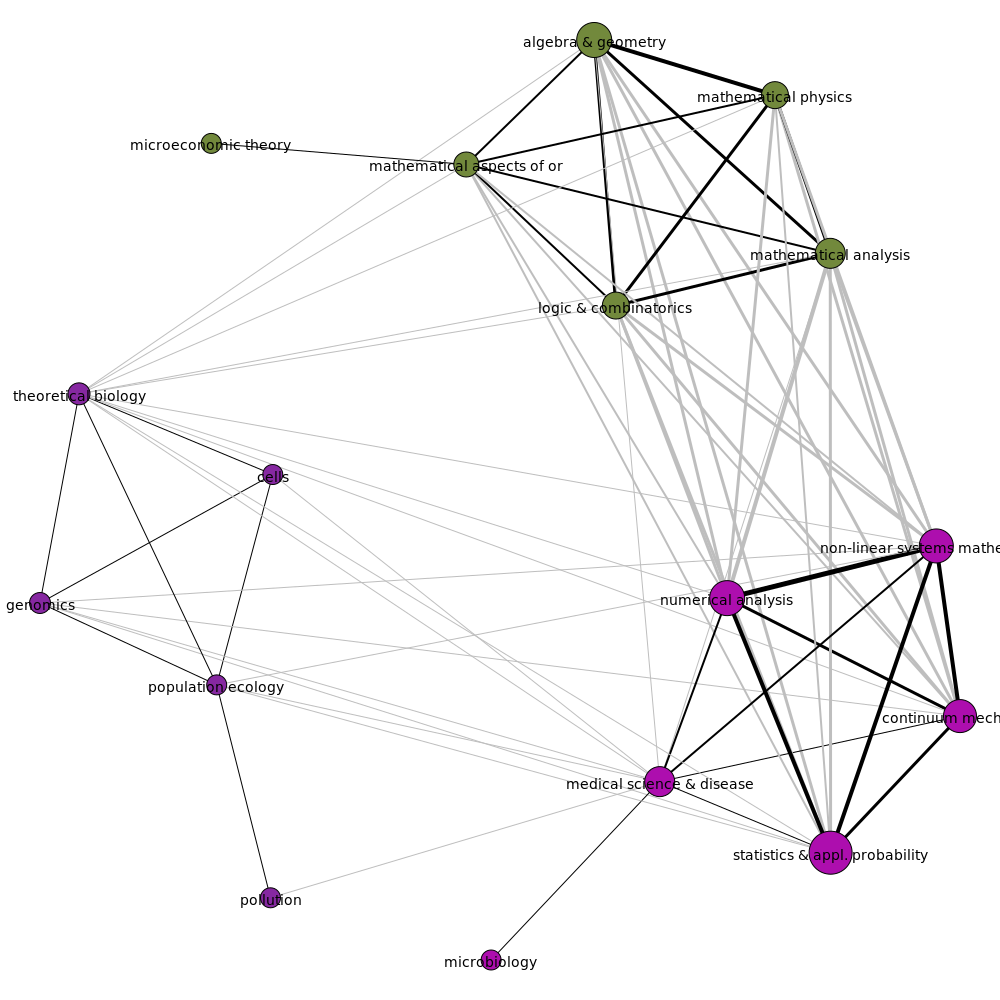 algebra & geometry
mathematical physics
microeconomic theory
mathematical aspects of or
mathematical analysis
logic & combinatorics
theoretical biology
cells
non-linear systems mathe
genomics
numerical analysis
population ecology
continuum mech
medical science & disease
statistics & appl. probability
pollution
microbiology